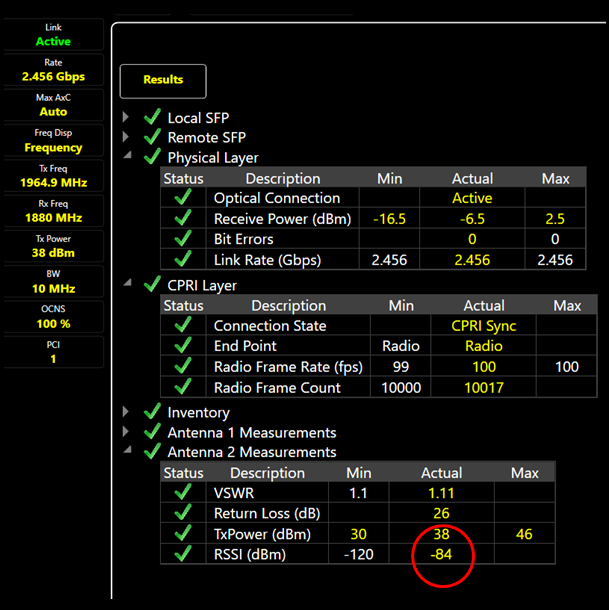 Link
Active
Rate
2.456 Gbps
Max AxC
Auto
Freq Disp
Frequency
Tx Freq
1964.9 MHz
Rx Freq
1880 MHz
Tx Power
38 dBm
BW
10 MHz
OCNS
100 %
PCI
1
Results
Local SFP
Remote SFP
Physical Layer
Status Description Min Actual Max
Optical Connection Active
Receive Power (dBm) -16.5 -6.5 2.5
Bit Errors 0 0
Link Rate (Gbps) 2.456 2.456 2.456
CPRI Layer
Status Description Min Actual Max
Connection State CPRI Sync
End Point Radio Radio
Radio Frame Rate (fps) 99 100 100
Radio Frame Count 10000 10017
Inventory
Antenna 1 Measurements
Antenna 2 Measurements
Status Description Min Actual Max
VSWR 1.1 1.11
Return Loss (dB) 26
TxPower (dBm) 30 38 46
RSSI (dBm) -120 -84